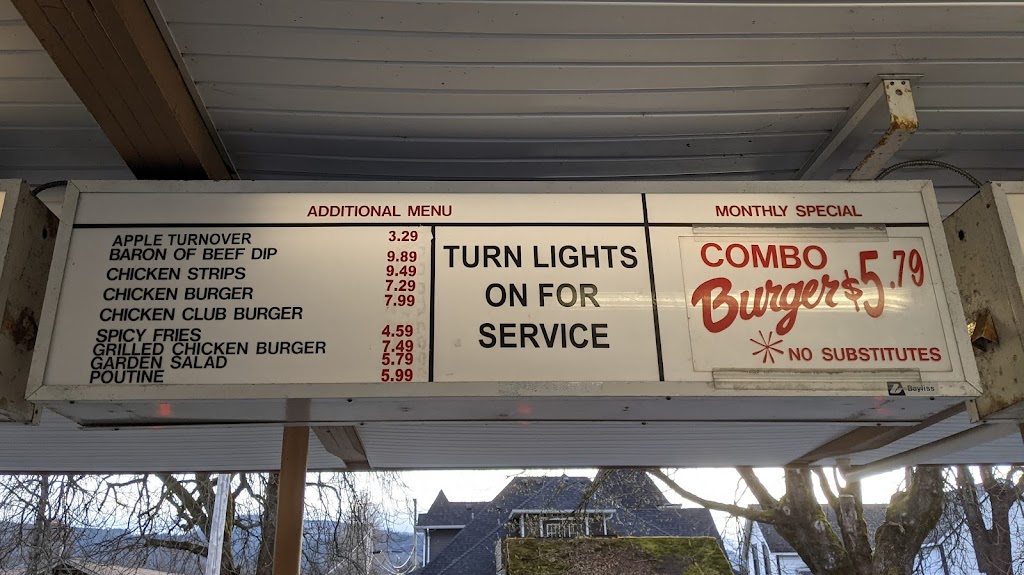 ADDITIONAL MENU
APPLE TURNOVER 3.29
BARON OF BEEF DIP 9.89
CHICKEN STRIPS 9.49
CHICKEN BURGER 7.29
CHICKEN CLUB BURGER 7.99
SPICY FRIES 4.59
GRILLED CHICKEN BURGER 7.49
GARDEN SALAD 5.79
POUTINE 5.99
TURN LIGHTS
ON FOR
SERVICE
MONTHLY SPECIAL
COMBO
Burger $5.79
*NO SUBSTITUTES
Bayliss